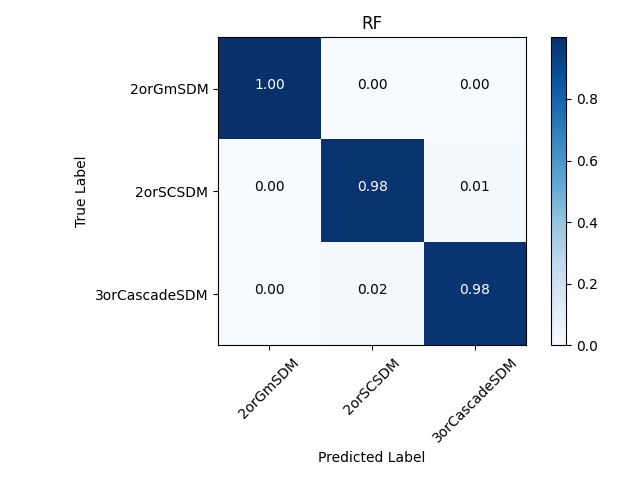 RF
2orGmSDM 1.00 0.00 0.00
2orSCSDM 0.00 0.98 0.01
3orCascadeSDM 0.00 0.02 0.98
True Label
2orGmSDM 2orSCSDM 3orCascadeSDM
Predicted Label
0.8
0.6
0.4
0.2
0.0